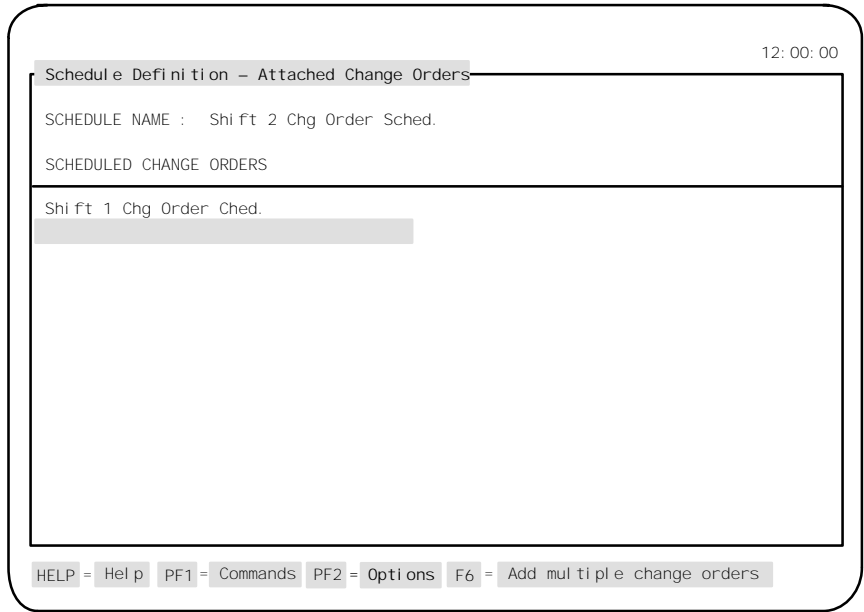 12:00:00
Schedule Definition – Attached Change Orders
SCHEDULE NAME : Shift 2 Chg Order Sched.
SCHEDULED CHANGE ORDERS
Shift 1 Chg Order Ched.
HELP = Help PF1 = Commands PF2 = Options F6 = Add multiple change orders